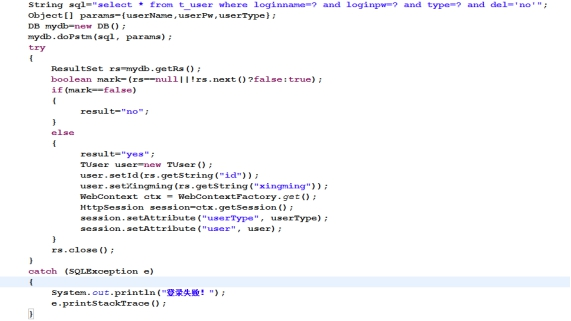 String sql="select * from t_user where loginname=? and loginpw=? and type=? and del='no'";
Object[] params={userName,userPw,userType};
DB mydb=new DB();
mydb.doPstm(sql, params);
try
{
ResultSet rs=mydb.getRs();
boolean mark=(rs==null||!rs.next()?false:true);
if(mark==false)
{
result="no";
}
else
{
result="yes";
TUser user=new TUser();
user.setId(rs.getString("id"));
user.setXingming(rs.getString("xingming"));
WebContext ctx = WebContextFactory.get();
HttpSession session=ctx.getSession();
session.setAttribute("userType", userType);
session.setAttribute("user", user);
}
rs.close();
}
catch (SQLException e)
{
System.out.println("登录失败！");
e.printStackTrace();
}